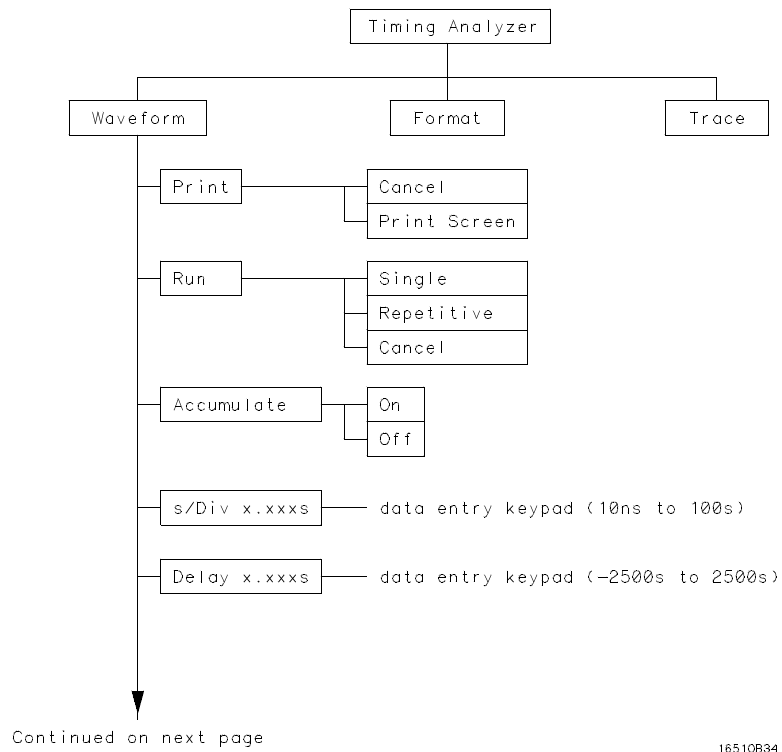 Timing Analyzer
Waveform
Format
Trace
Print
Cancel
Print Screen
Run
Single
Repetitive
Cancel
Accumulate
On
Off
s/Div x.xxxs
data entry keypad (10ns to 100s)
Delay x.xxxs
data entry keypad (-2500s to 2500s)
Continued on next page
16510B34